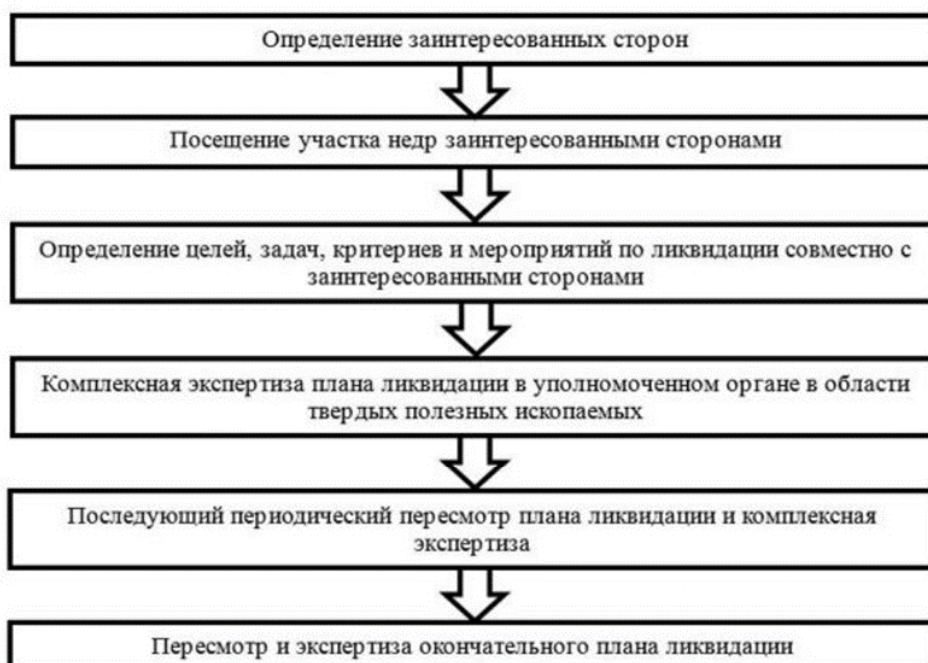 Определение заинтересованных сторон
Посещение участка недр заинтересованными сторонами
Определение целей, задач, критериев и мероприятий по ликвидации совместно с
заинтересованными сторонами
Комплексная экспертиза плана ликвидации в уполномоченном органе в области
твердых полезных ископаемых
Последующий периодический пересмотр плана ликвидации и комплексная
экспертиза
Пересмотр и экспертиза окончательного плана ликвидации